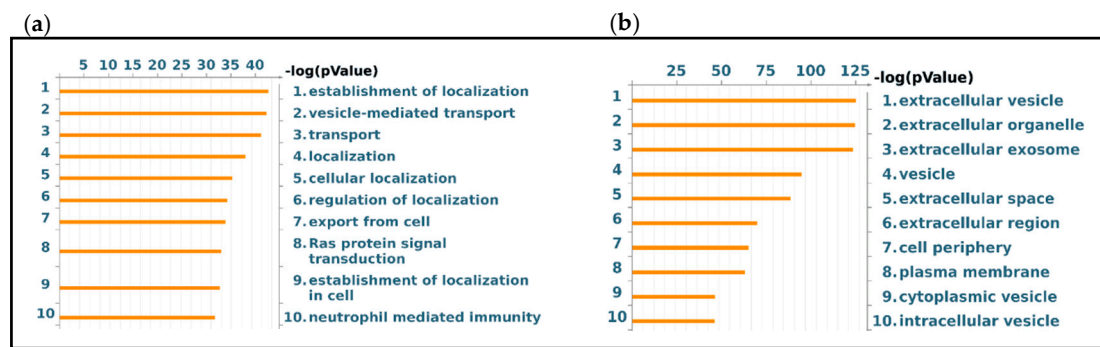 (a)
5 10 15 20 25 30 35 40 -log(pValue)
1 1. establishment of localization
2 2. vesicle-mediated transport
3 3. transport
4 4. localization
5 5. cellular localization
6 6. regulation of localization
7 7. export from cell
8 8. Ras protein signal
transduction
9 9. establishment of localization
in cell
10 10. neutrophil mediated immunity
(b)
25 50 75 100 125 -log(pValue)
1 1. extracellular vesicle
2 2. extracellular organelle
3 3. extracellular exosome
4 4. vesicle
5 5. extracellular space
6 6. extracellular region
7 7. cell periphery
8 8. plasma membrane
9 9. cytoplasmic vesicle
10 10. intracellular vesicle